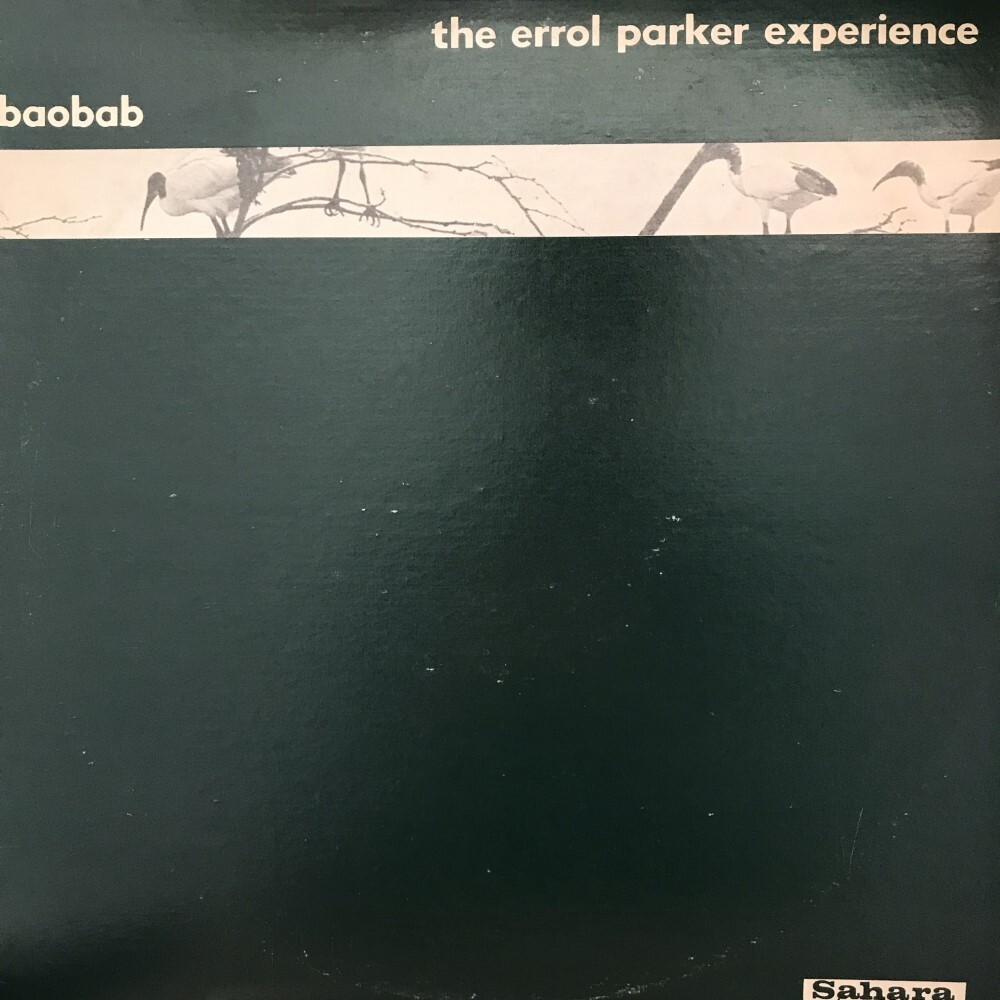 the errol parker experience
baobab
Sahara